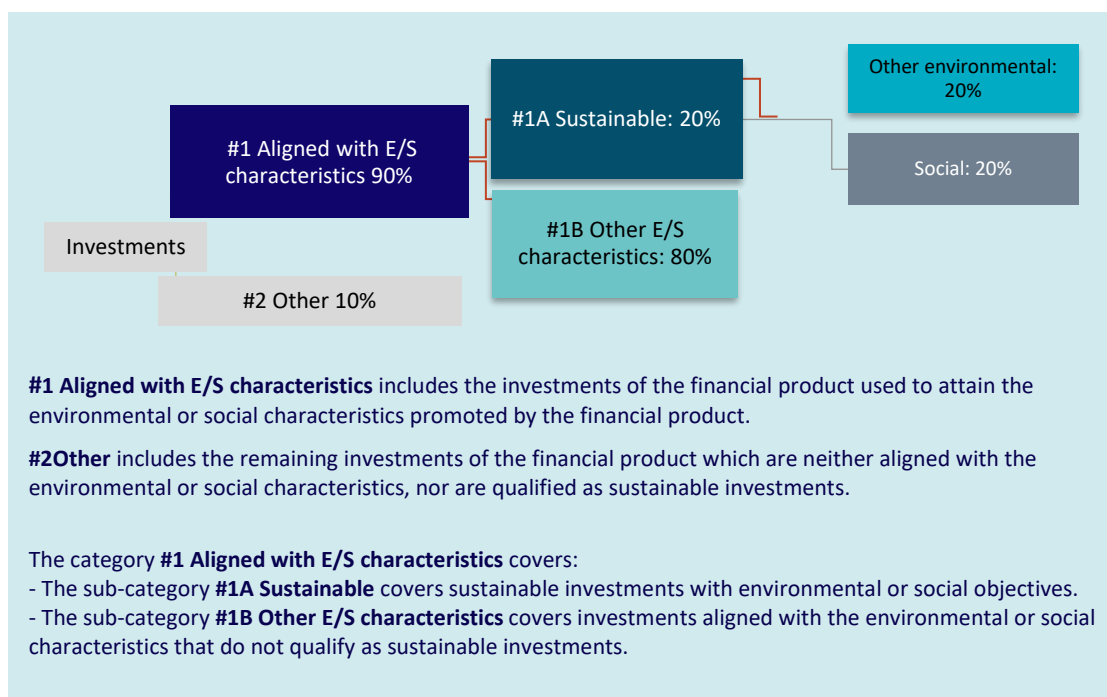 Other environmental:
20%
#1A Sustainable: 20%
#1 Aligned with E/S
characteristics 90%
Social: 20%
#1B Other E/S
characteristics: 80%
Investments
#2 Other 10%
#1 Aligned with E/S characteristics includes the investments of the financial product used to attain the
environmental or social characteristics promoted by the financial product.
#2Other includes the remaining investments of the financial product which are neither aligned with the
environmental or social characteristics, nor are qualified as sustainable investments.
The category #1 Aligned with E/S characteristics covers:
- The sub-category #1A Sustainable covers sustainable investments with environmental or social objectives.
- The sub-category #1B Other E/S characteristics covers investments aligned with the environmental or social
characteristics that do not qualify as sustainable investments.